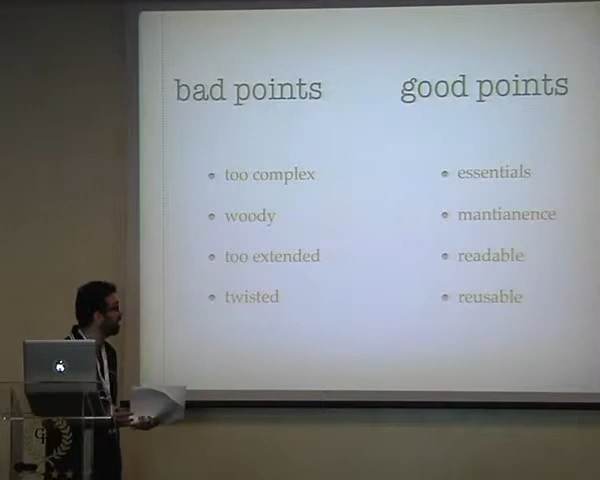 bad points
too complex
woody
too extended
twisted
good points
essentials
mantianence
readable
reusable